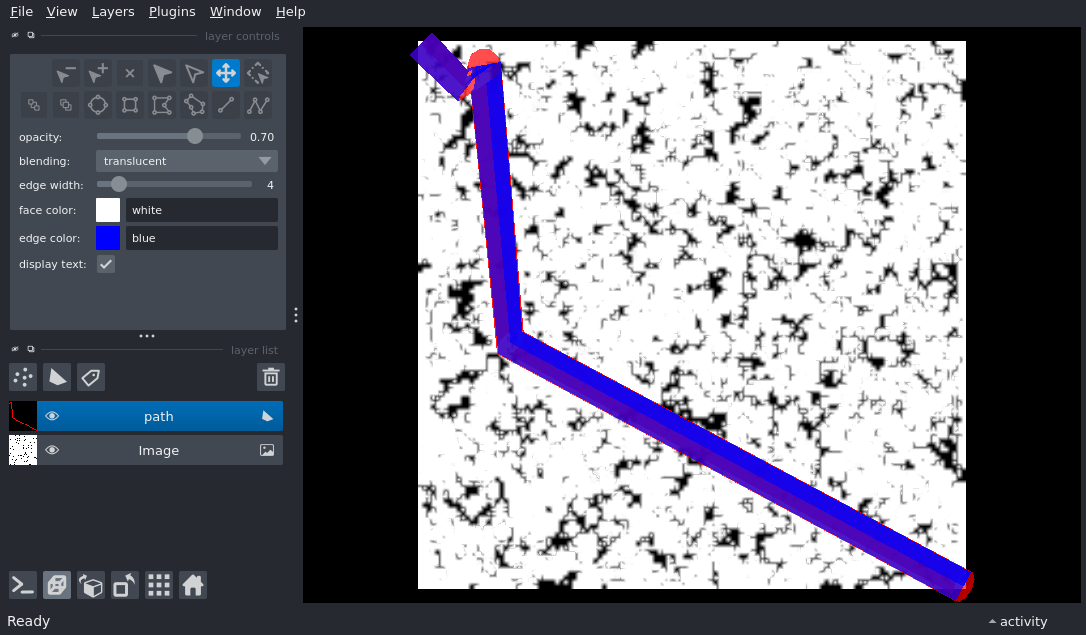 File View Layers Plugins Window Help
layer controls
opacity: 0.70
blending: translucent
edge width: 4
face color: white
edge color: blue
display text:
layer list
path
Image
Ready activity